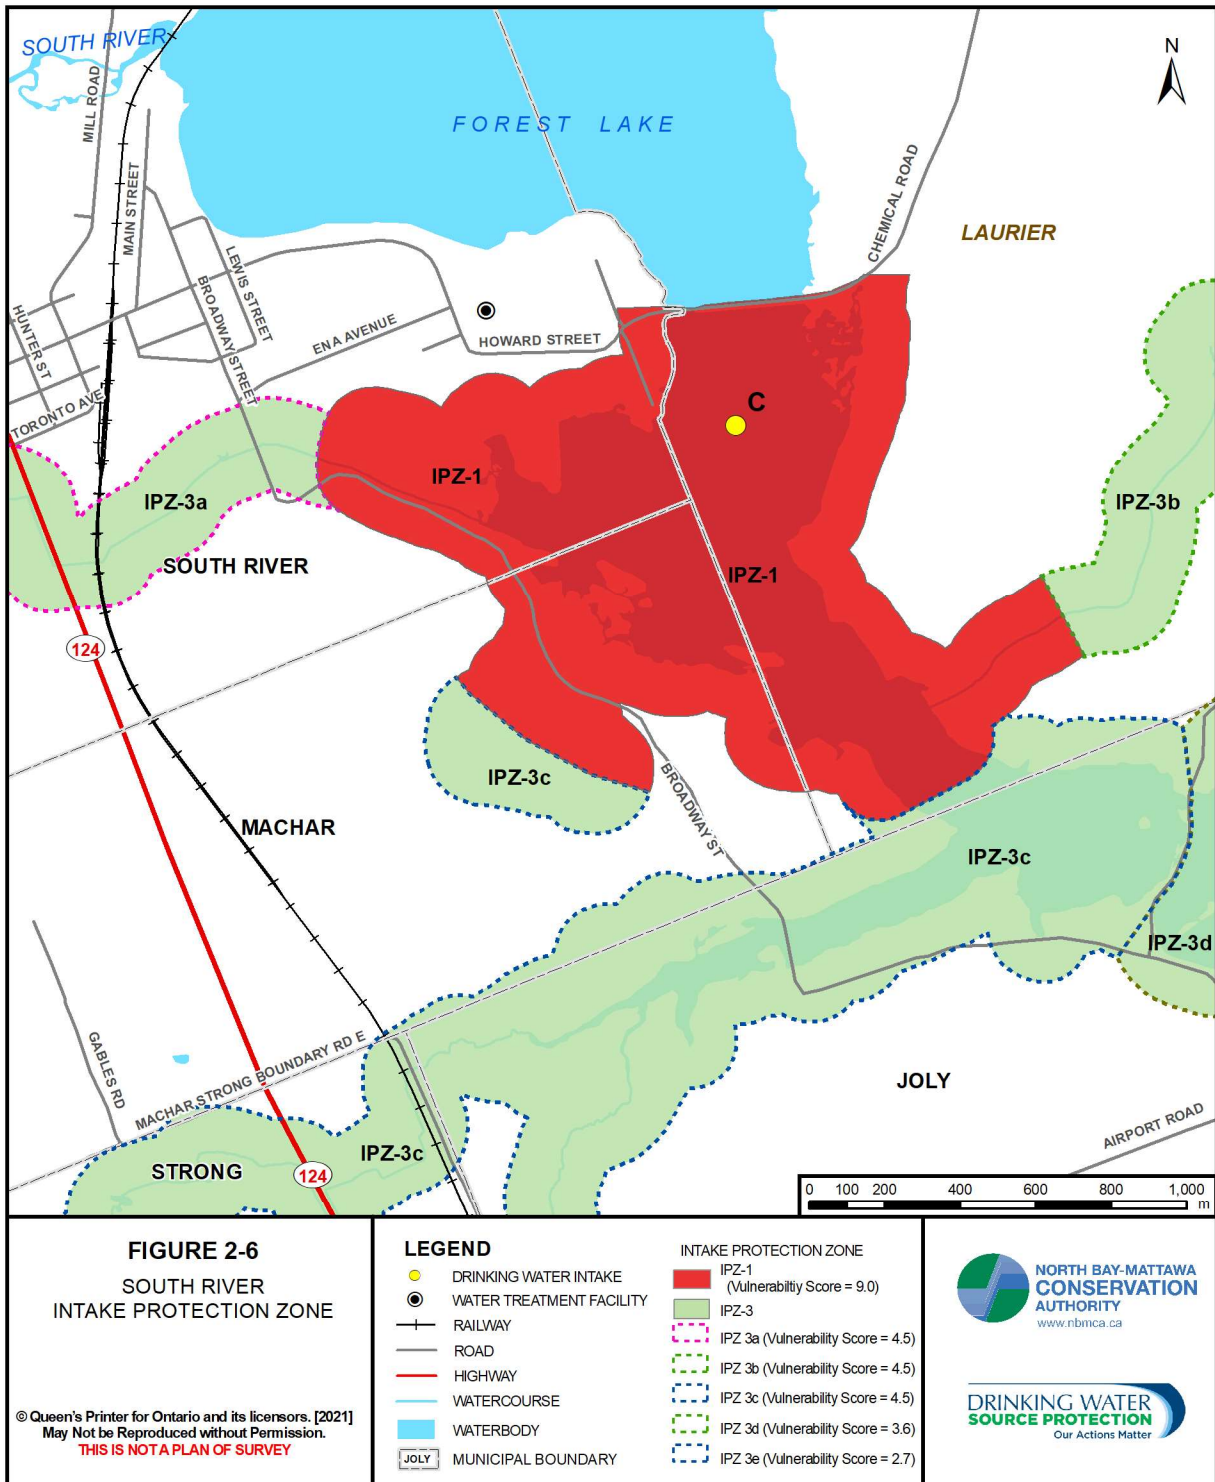 SOUTH RIVER
MILL ROAD
MAIN STREET
FOREST LAKE
N
CHEMICAL ROAD
LAURIER
LEWIS STREET
BROADWAY STREET
HUNTER ST
ENA AVENUE
HOWARD STREET
TORONTO AVE
C
IPZ-1
IPZ-3a
IPZ-3b
SOUTH RIVER
IPZ-1
124
IPZ-3c
BROADWAY ST
MACHAR
IPZ-3c
IPZ-3d
GABLES RD
MACHAR STRONG BOUNDARY RD E
JOLY
AIRPORT ROAD
IPZ-3c
STRONG
124
0 100 200 400 600 800 1,000
m
FIGURE 2-6
SOUTH RIVER
INTAKE PROTECTION ZONE
© Queen's Printer for Ontario and its licensors. [2021]
May Not be Reproduced without Permission.
THIS IS NOT A PLAN OF SURVEY
LEGEND
DRINKING WATER INTAKE
WATER TREATMENT FACILITY
RAILWAY
ROAD
HIGHWAY
WATERCOURSE
WATERBODY
JOLY MUNICIPAL BOUNDARY
INTAKE PROTECTION ZONE
IPZ-1
(Vulnerabiltiy Score = 9.0)
IPZ-3
IPZ 3a (Vulnerability Score = 4.5)
IPZ 3b (Vulnerability Score = 4.5)
IPZ 3c (Vulnerability Score = 4.5)
IPZ 3d (Vulnerability Score = 3.6)
IPZ 3e (Vulnerability Score = 2.7)
NORTH BAY-MATTAWA
CONSERVATION
AUTHORITY
www.nbmca.ca
DRINKING WATER
SOURCE PROTECTION
Our Actions Matter